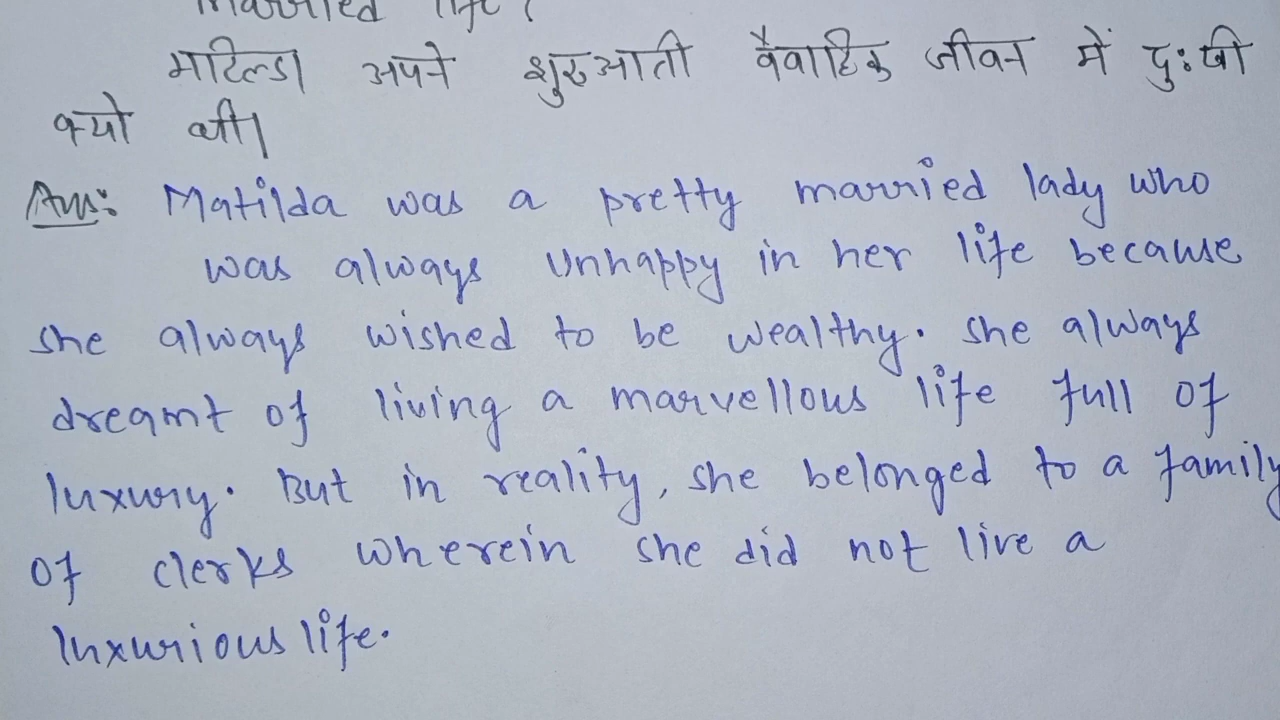 married life?
माटिल्डा अपने शुरुआती वैवाहिक जीवन में दुःखी
क्यो थी।
Ans: Matilda was a pretty married lady who
was always unhappy in her life because
she always wished to be wealthy. She always
dreamt of living a marvellous life full of
luxury. But in reality, she belonged to a family
of clerks wherein she did not live a
luxurious life.